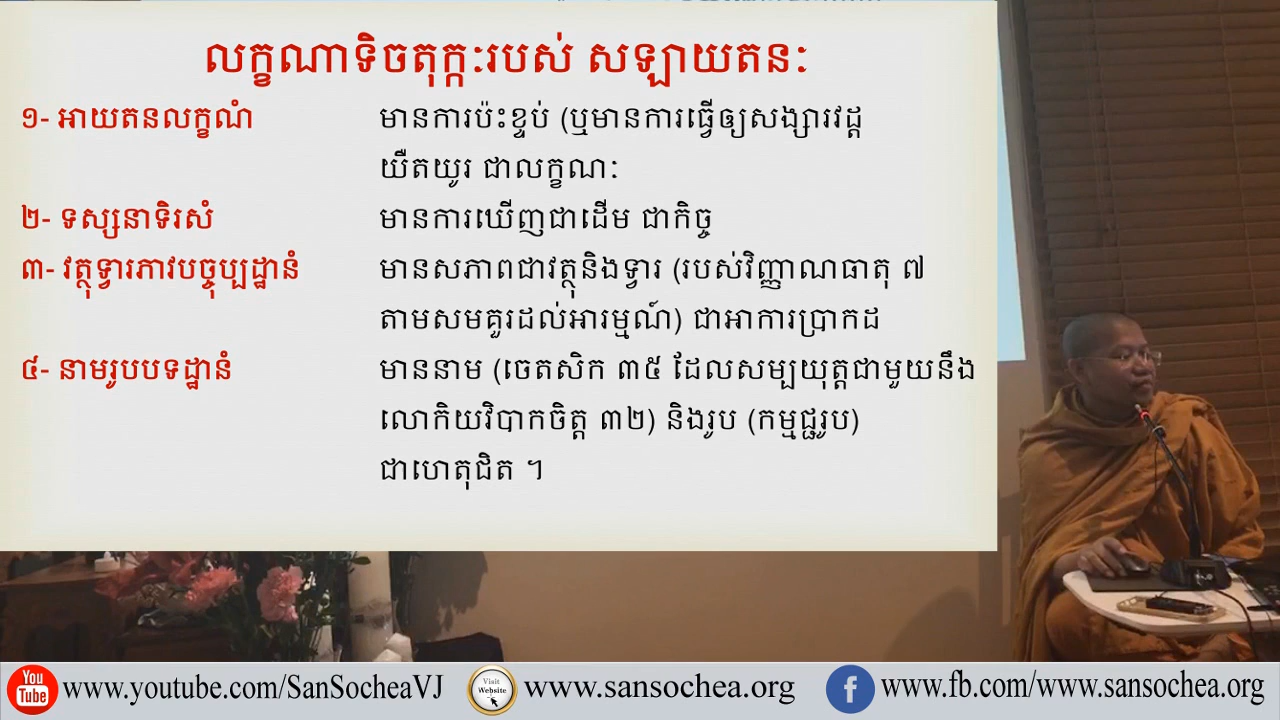 លក្ខណាទិចតុក្កៈរបស់ សឡាយតនៈ
១- អាយតនលក្ខណំ មានការប៉ះខ្ទប់ (ឬមានការធ្វើឲ្យសង្សារវដ្ត
យឺតយូរ ជាលក្ខណៈ
២- ទស្សនាទិរសំ មានការឃើញជាដើម ជាកិច្ច
៣- វត្ថុទ្វារភាវបច្ចុប្បដ្ឋានំ មានសភាពជាវត្ថុនិងទ្វារ (របស់វិញ្ញាណធាតុ ៧
តាមសមគួរដល់អារម្មណ៍) ជាអាការប្រាកដ
៤- នាមរូបបទដ្ឋានំ មាននាម (ចេតសិក ៣៥ ដែលសម្បយុត្តជាមួយនឹង
លោកិយវិបាកចិត្ត ៣២) និងរូប (កម្មជ្ជរូប)
ជាហេតុជិត ។
You Tube www.youtube.com/SanSocheaVJ Visit Website www.sansochea.org f www.fb.com/www.sansochea.org